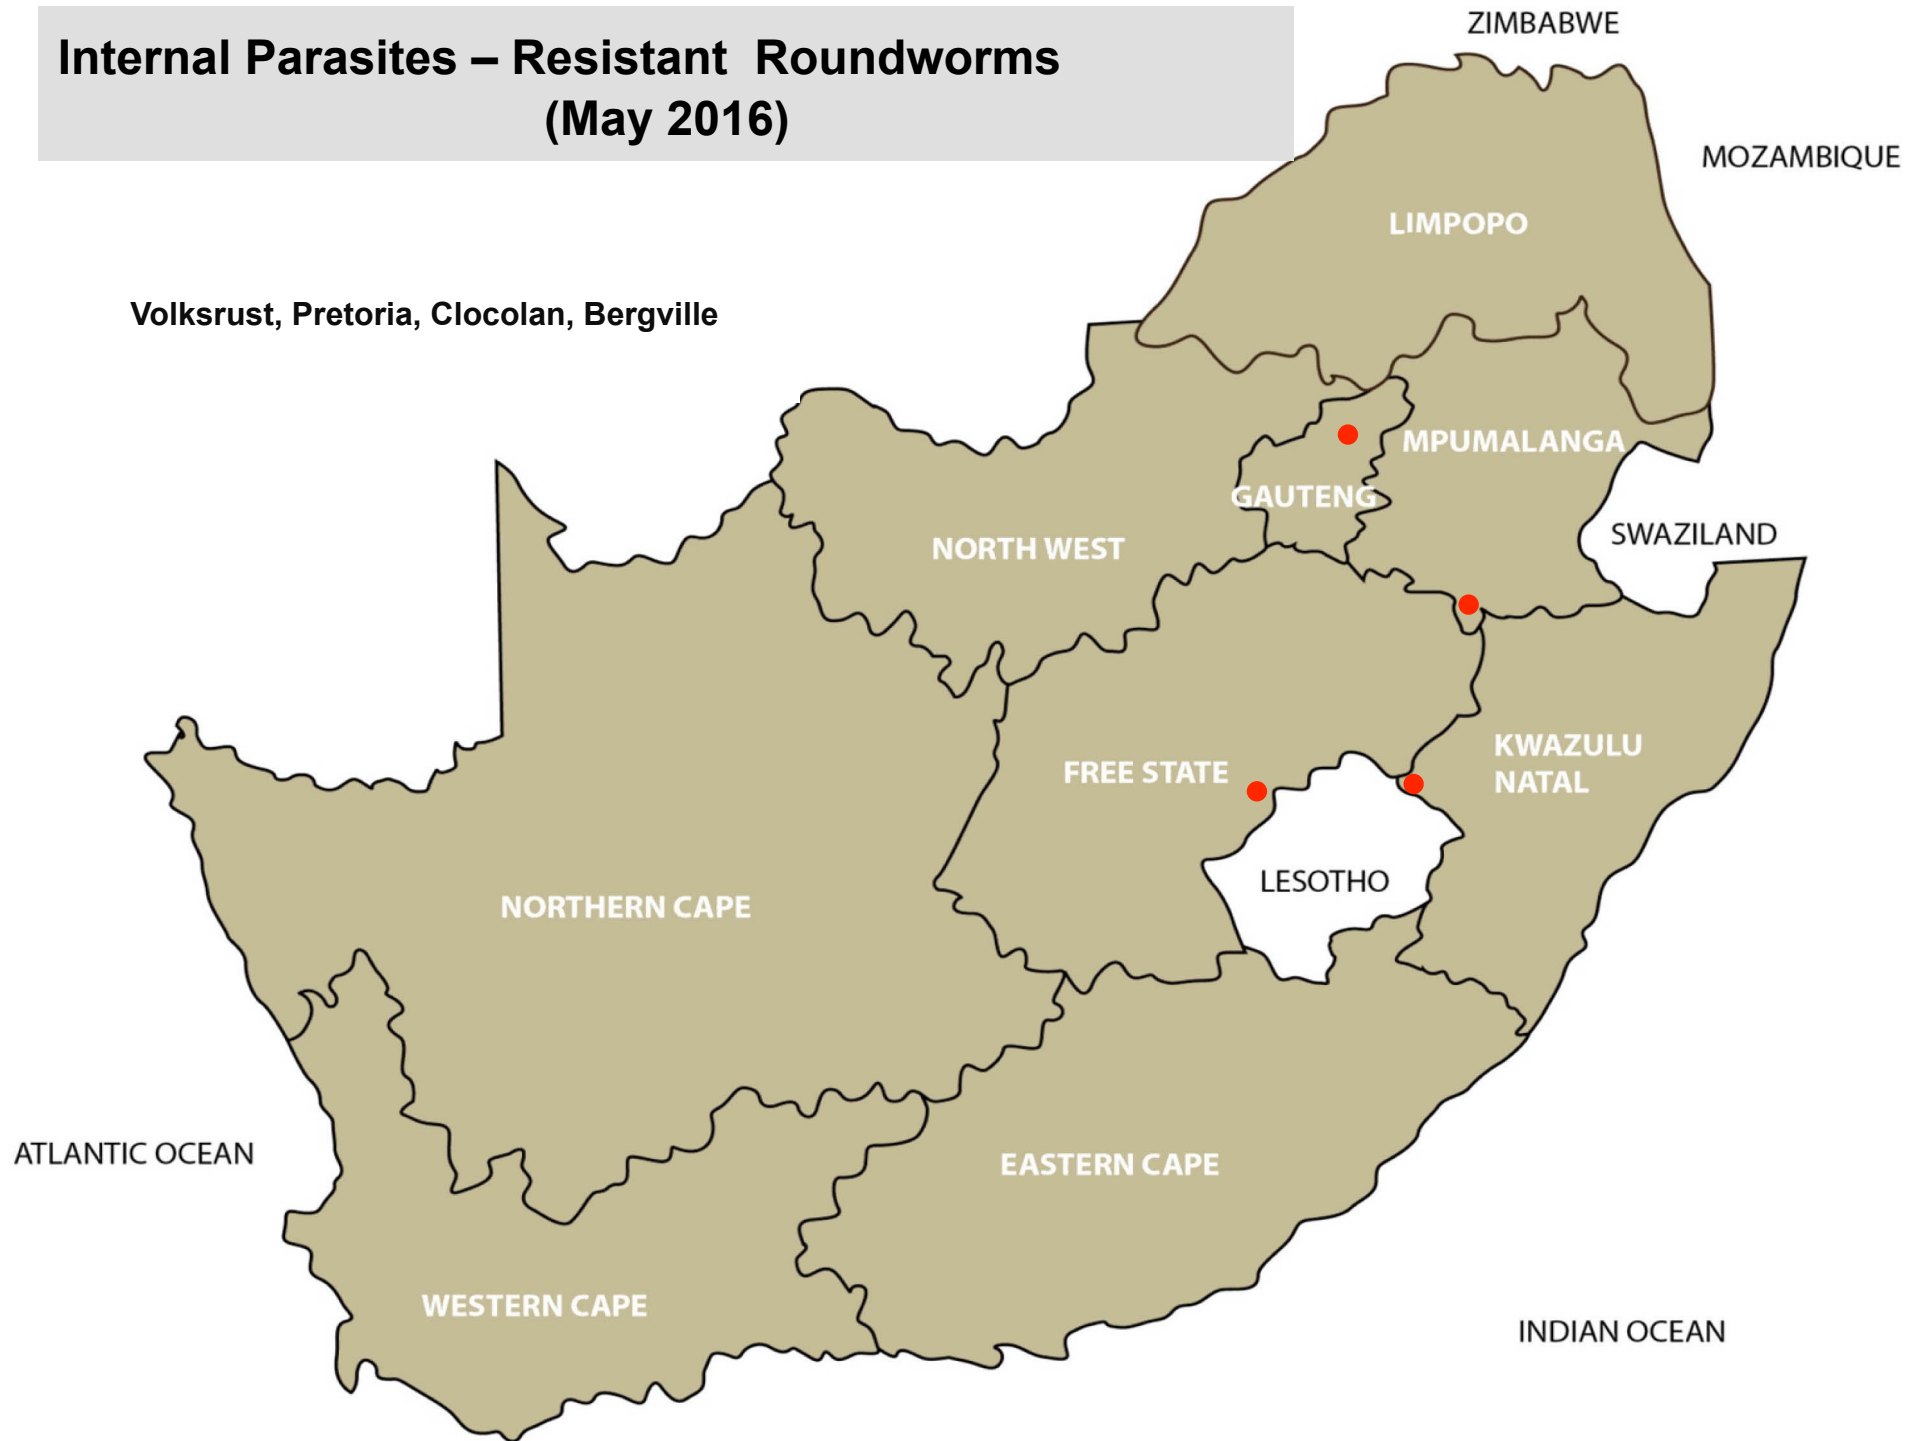 Internal Parasites – Resistant Roundworms
(May 2016)
ZIMBABWE
MOZAMBIQUE
LIMPOPO
Volksrust, Pretoria, Clocolan, Bergville
MPUMALANGA
GAUTENG
SWAZILAND
NORTH WEST
KWAZULU
NATAL
FREE STATE
LESOTHO
NORTHERN CAPE
ATLANTIC OCEAN
EASTERN CAPE
WESTERN CAPE
INDIAN OCEAN